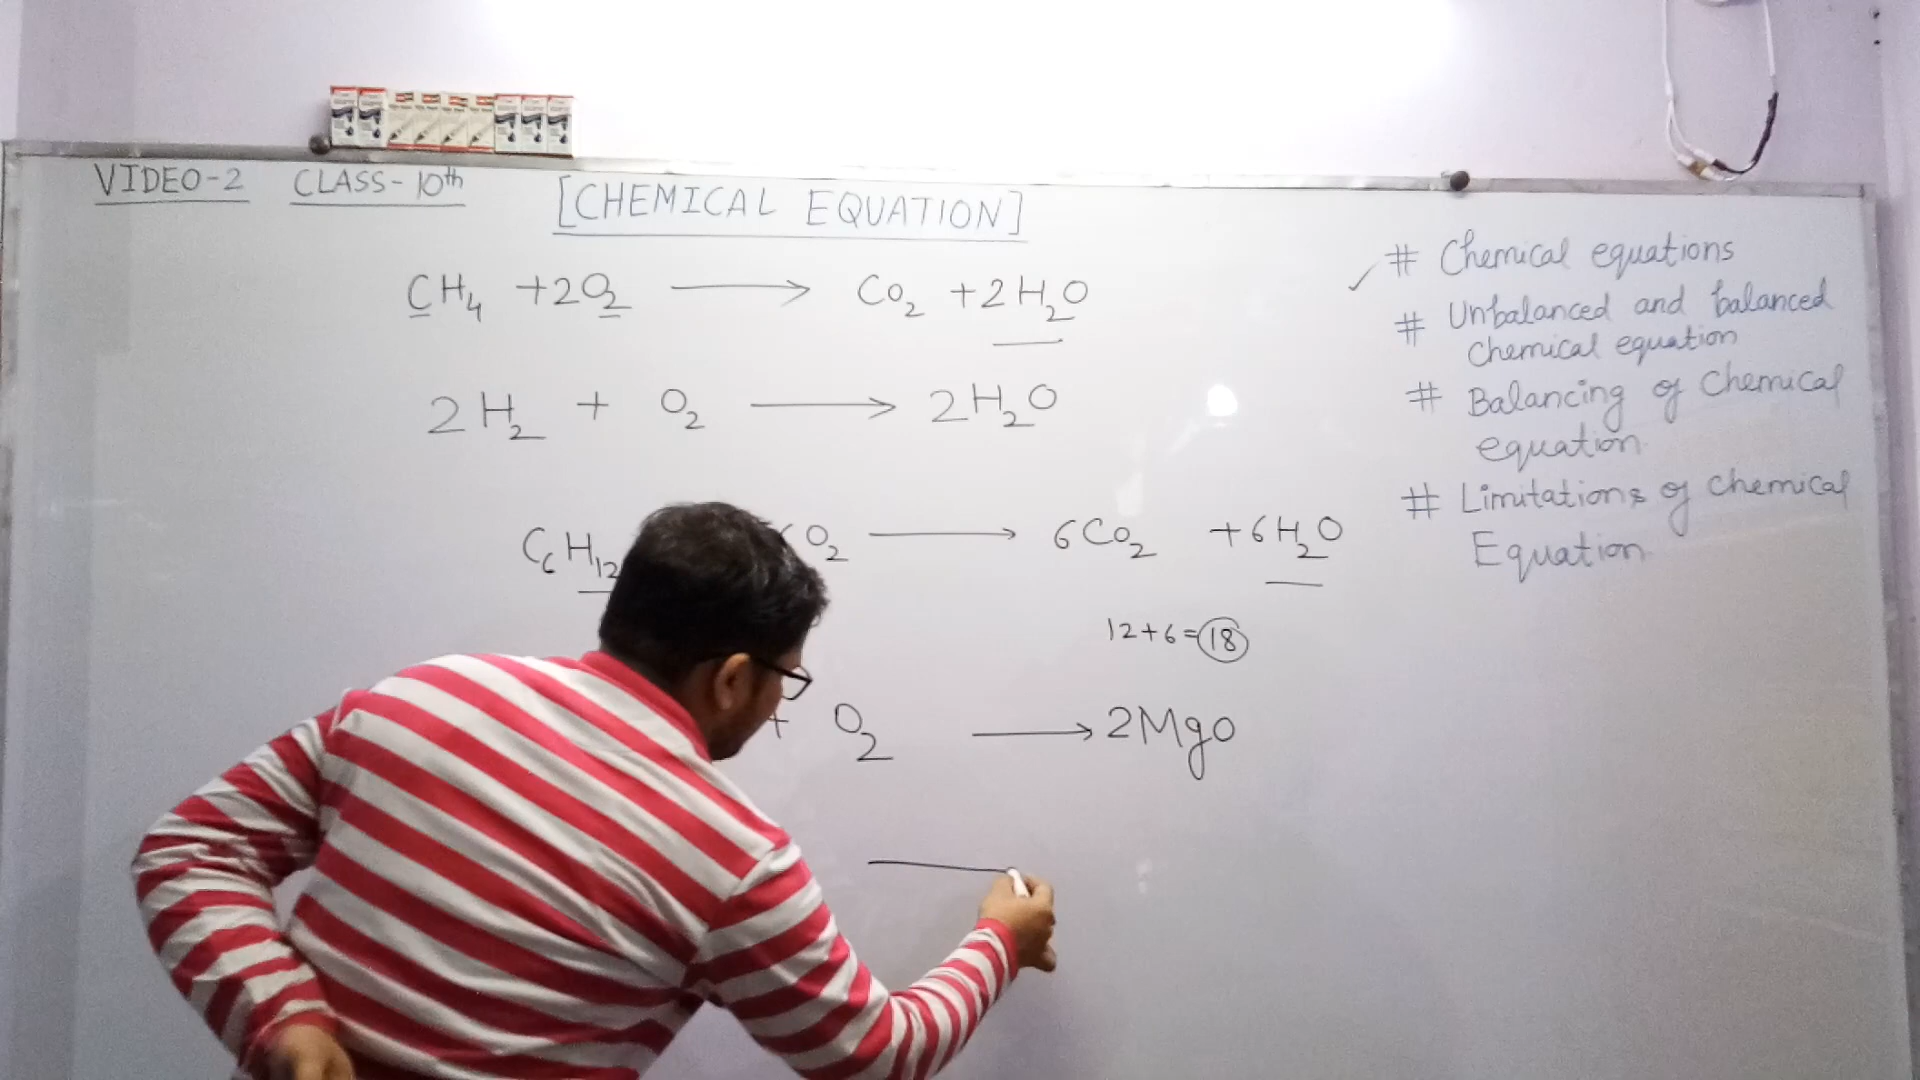 VIDEO-2 CLASS-10th
[CHEMICAL EQUATION]
CH₄ +2O₂ ⟶ Co₂ +2H₂O
2H₂ + O₂ ⟶ 2H₂O
C₆H₁₂ O₂ ⟶ 6Co₂ +6H₂O
12+6=18
+ O₂ ⟶ 2MgO
# Chemical equations
# Unbalanced and balanced
chemical equation
# Balancing of Chemical
equation
# Limitations of chemical
Equation